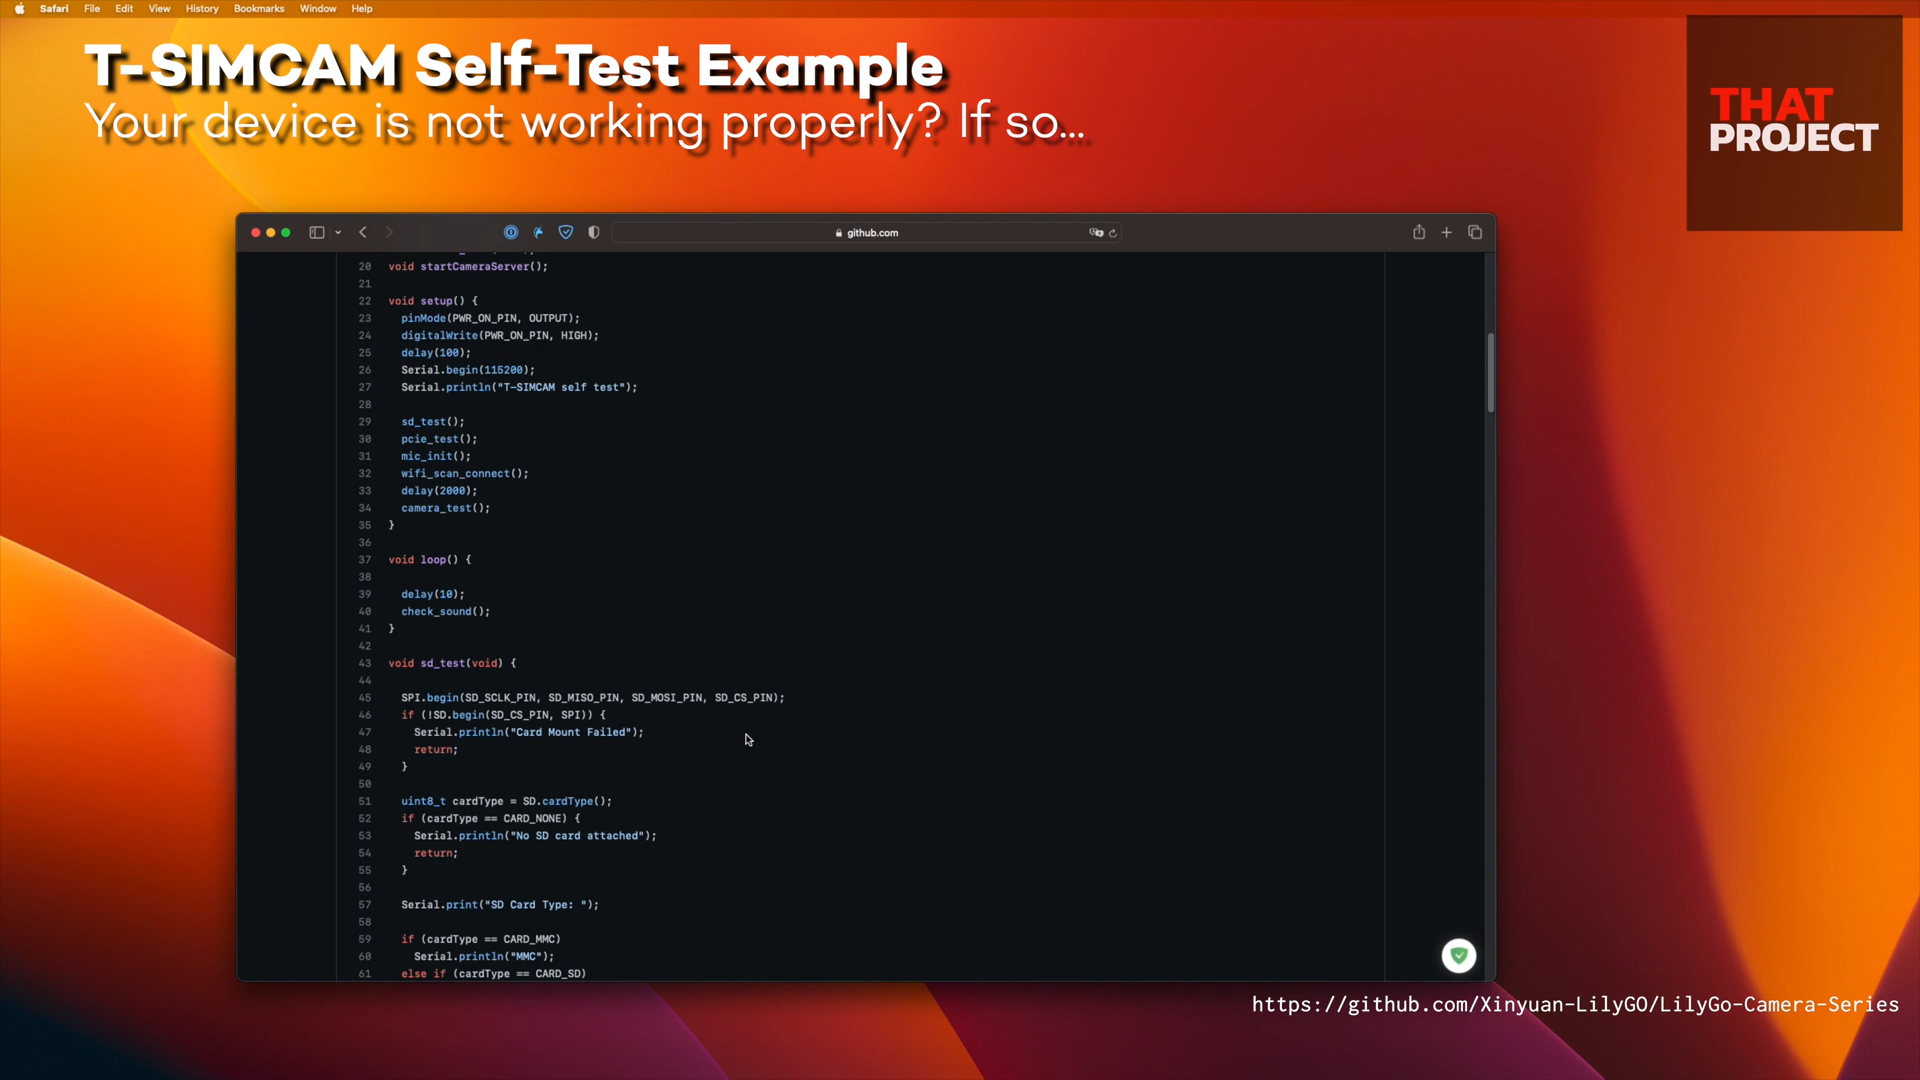 Safari File Edit View History Bookmarks Window Help
T-SIMCAM Self-Test Example
Your device is not working properly? If so...
THAT
PROJECT
github.com
20 void startCameraServer();
21
22 void setup() {
23 pinMode(PWR_ON_PIN, OUTPUT);
24 digitalWrite(PWR_ON_PIN, HIGH);
25 delay(100);
26 Serial.begin(115200);
27 Serial.println("T-SIMCAM self test");
28
29 sd_test();
30 pcie_test();
31 mic_init();
32 wifi_scan_connect();
33 delay(2000);
34 camera_test();
35 }
36
37 void loop() {
38
39 delay(10);
40 check_sound();
41 }
42
43 void sd_test(void) {
44
45 SPI.begin(SD_SCLK_PIN, SD_MISO_PIN, SD_MOSI_PIN, SD_CS_PIN);
46 if (!SD.begin(SD_CS_PIN, SPI)) {
47 Serial.println("Card Mount Failed");
48 return;
49 }
50
51 uint8_t cardType = SD.cardType();
52 if (cardType == CARD_NONE) {
53 Serial.println("No SD card attached");
54 return;
55 }
56
57 Serial.print("SD Card Type: ");
58
59 if (cardType == CARD_MMC)
60 Serial.println("MMC");
61 else if (cardType == CARD_SD)
https://github.com/Xinyuan-LilyGO/LilyGo-Camera-Series